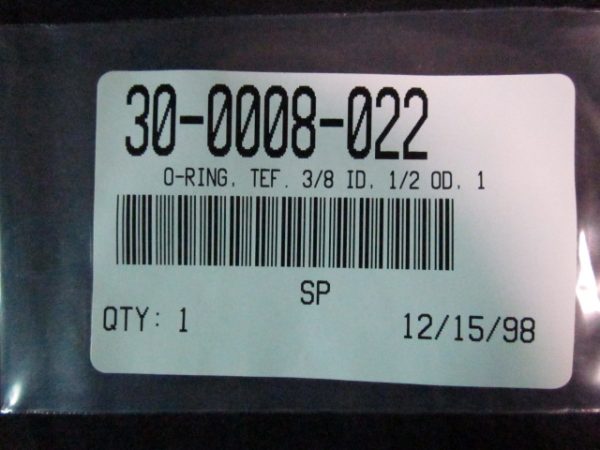 30-0008-022
O-RING, TEF. 3/8 ID, 1/2 OD, 1
SP
QTY: 1 12/15/98